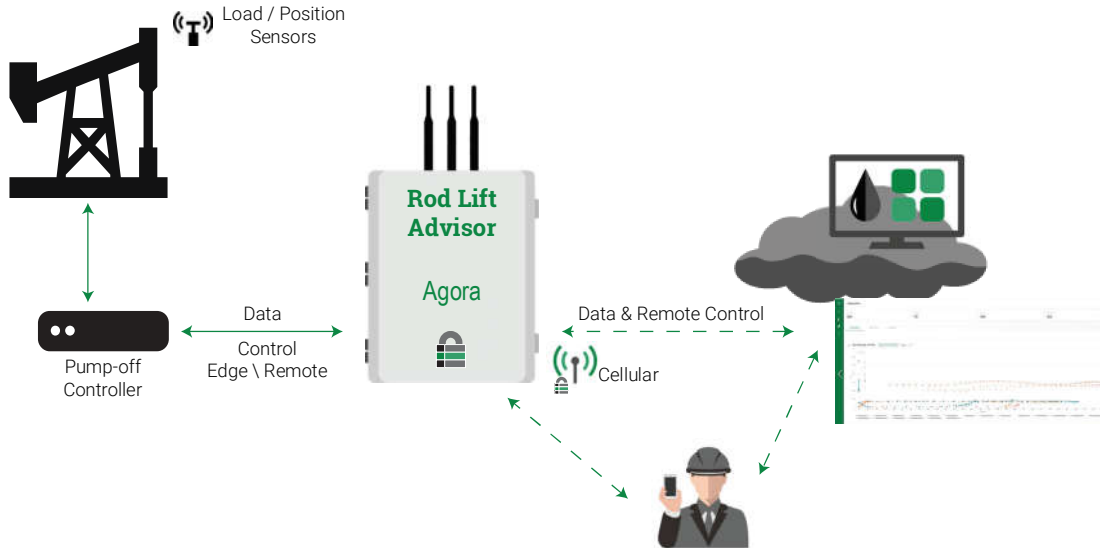 Load / Position
Sensors
Rod Lift
Advisor
Agora
Data
Control
Edge \ Remote
Pump-off
Controller
Data & Remote Control
Cellular